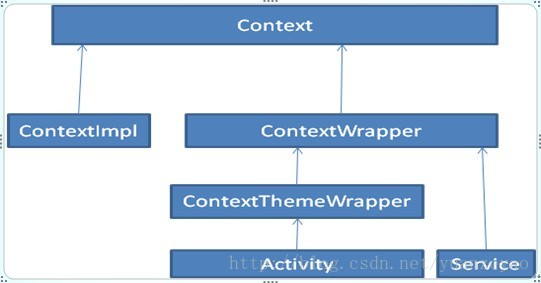 Context
ContextImpl
ContextWrapper
ContextThemeWrapper
Activity
Service